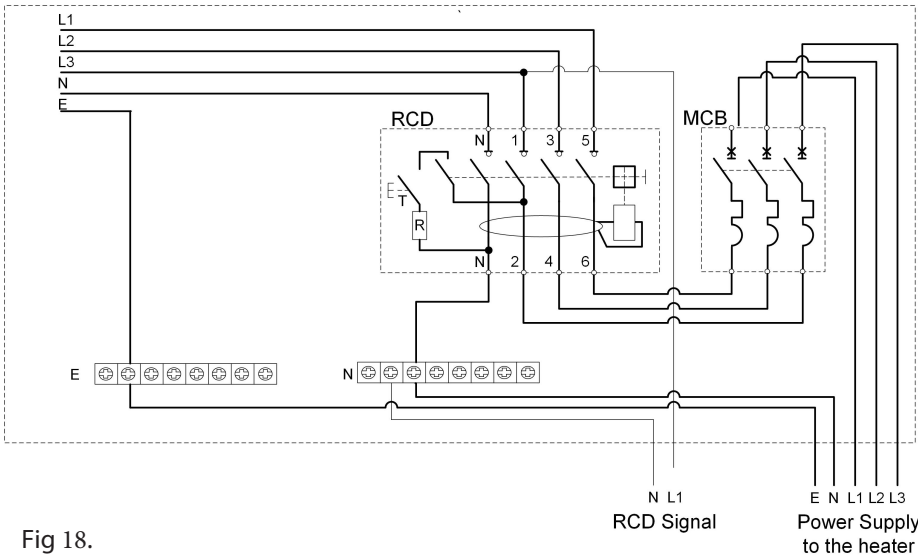 L1
L2
L3
N
E
RCD
MCB
N 1 3 5
T
R
N 2 4 6
E
N
N L1
RCD Signal
E N L1 L2 L3
Power Supply
to the heater
Fig 18.